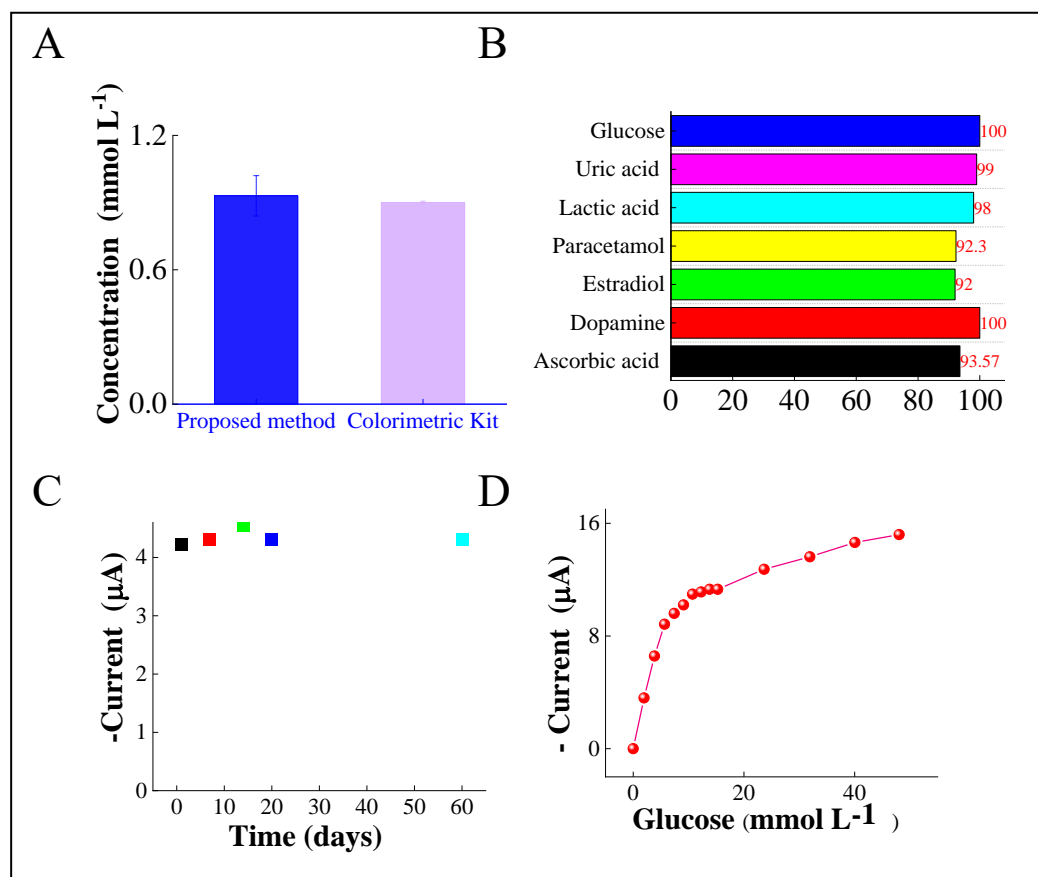 A
Concentration (mmol L-1)
1.2
0.6
0.0
Proposed method
Colorimetric Kit
B
Glucose
Uric acid
Lactic acid
Paracetamol
Estradiol
Dopamine
Ascorbic acid
100
99
98
92.3
92
100
93.57
0 20 40 60 80 100
C
-Current (μA)
4
3
2
1
0
0 10 20 30 40 50 60
Time (days)
D
- Current (μA)
16
8
0
0 20 40
Glucose (mmol L-1 )